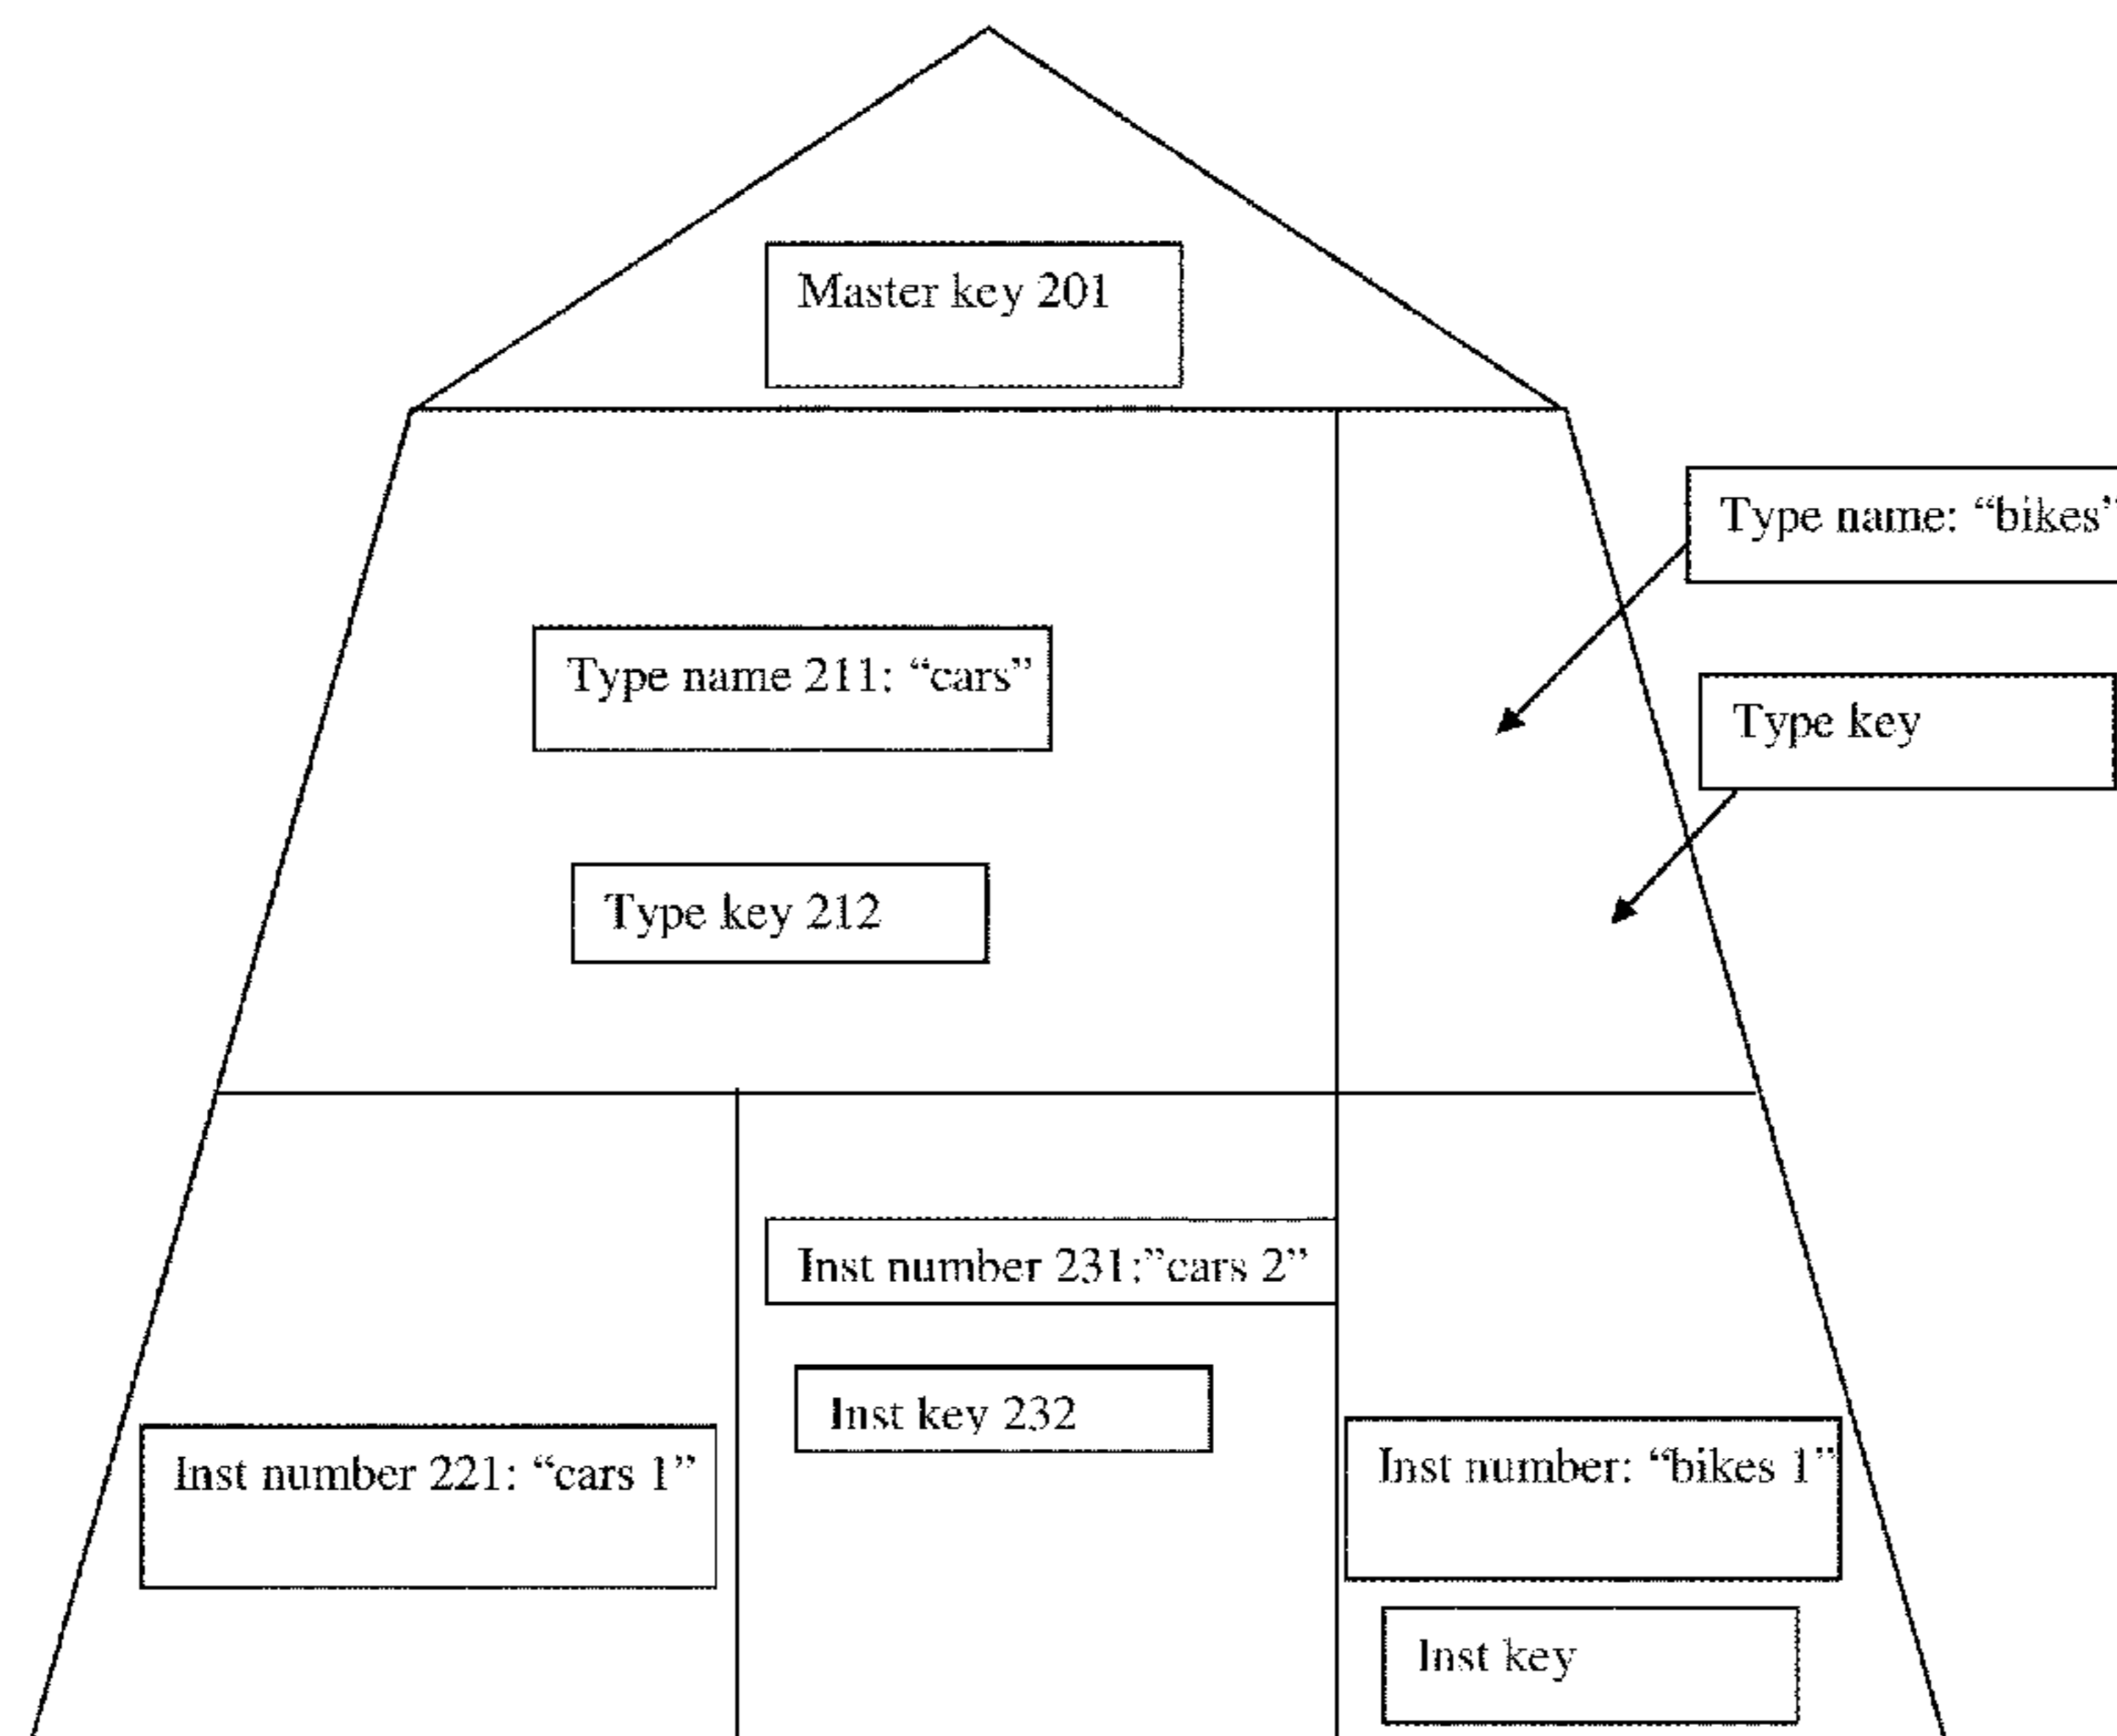 Master key 201
Type name: “bikes”
Type name 211: “cars”
Type key
Type key 212
Inst number 231:”cars 2”
Inst key 232
Inst number 221: “cars 1”
Inst number: “bikes 1”
Inst key